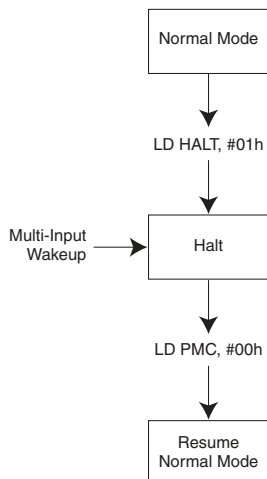 Normal Mode
LD HALT, #01h
Multi-Input
Wakeup
Halt
LD PMC, #00h
Resume
Normal Mode